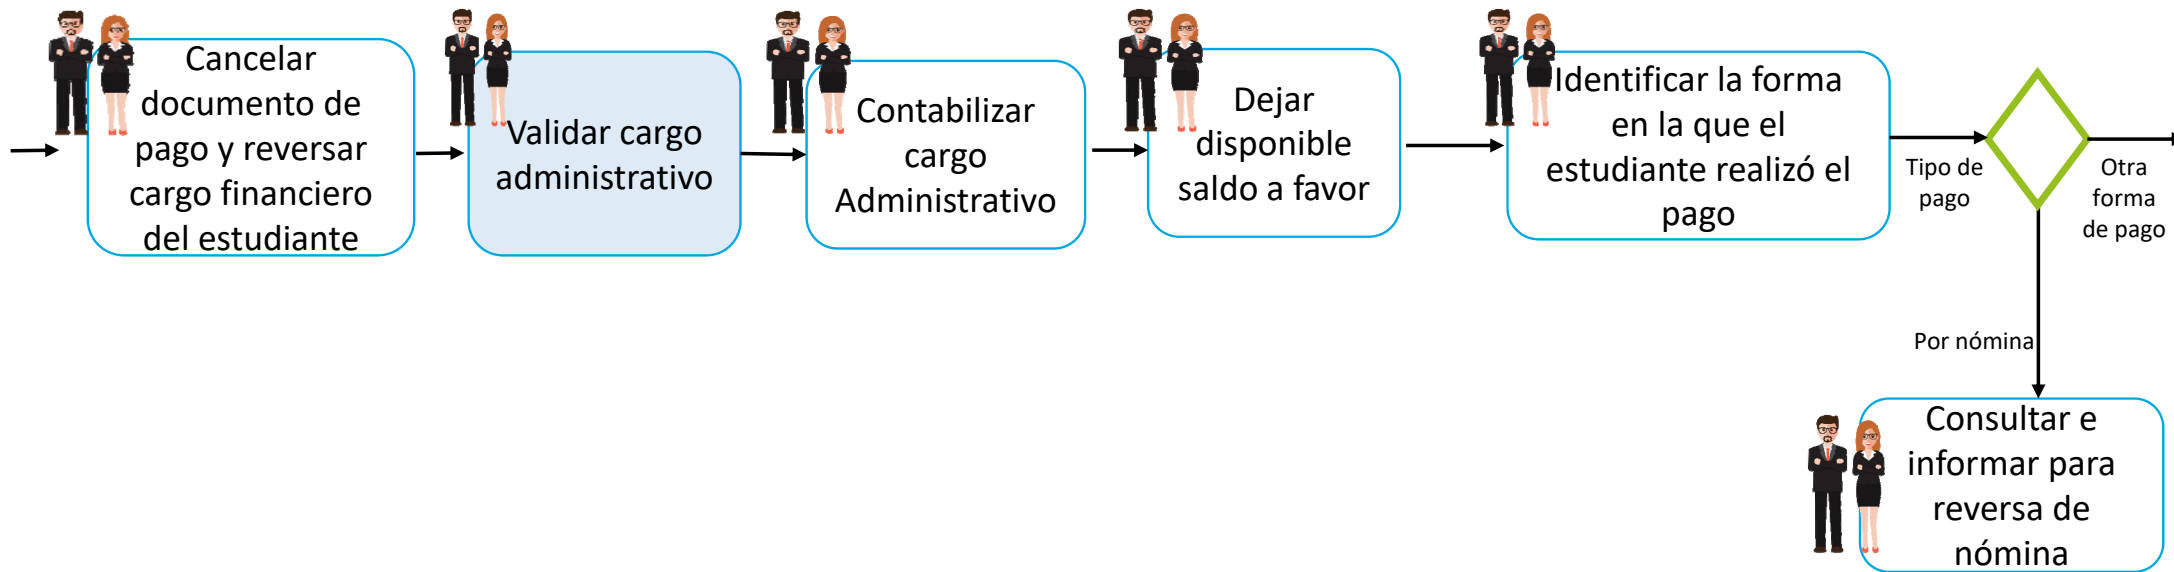 Cancelar
documento de
pago y reversar
cargo financiero
del estudiante
Validar cargo
administrativo
Contabilizar
cargo
Administrativo
Dejar
disponible
saldo a favor
Identificar la forma
en la que el
estudiante realizó el
pago
Tipo de
pago
Otra
forma
de pago
Por nómina
Consultar e
informar para
reversa de
nómina